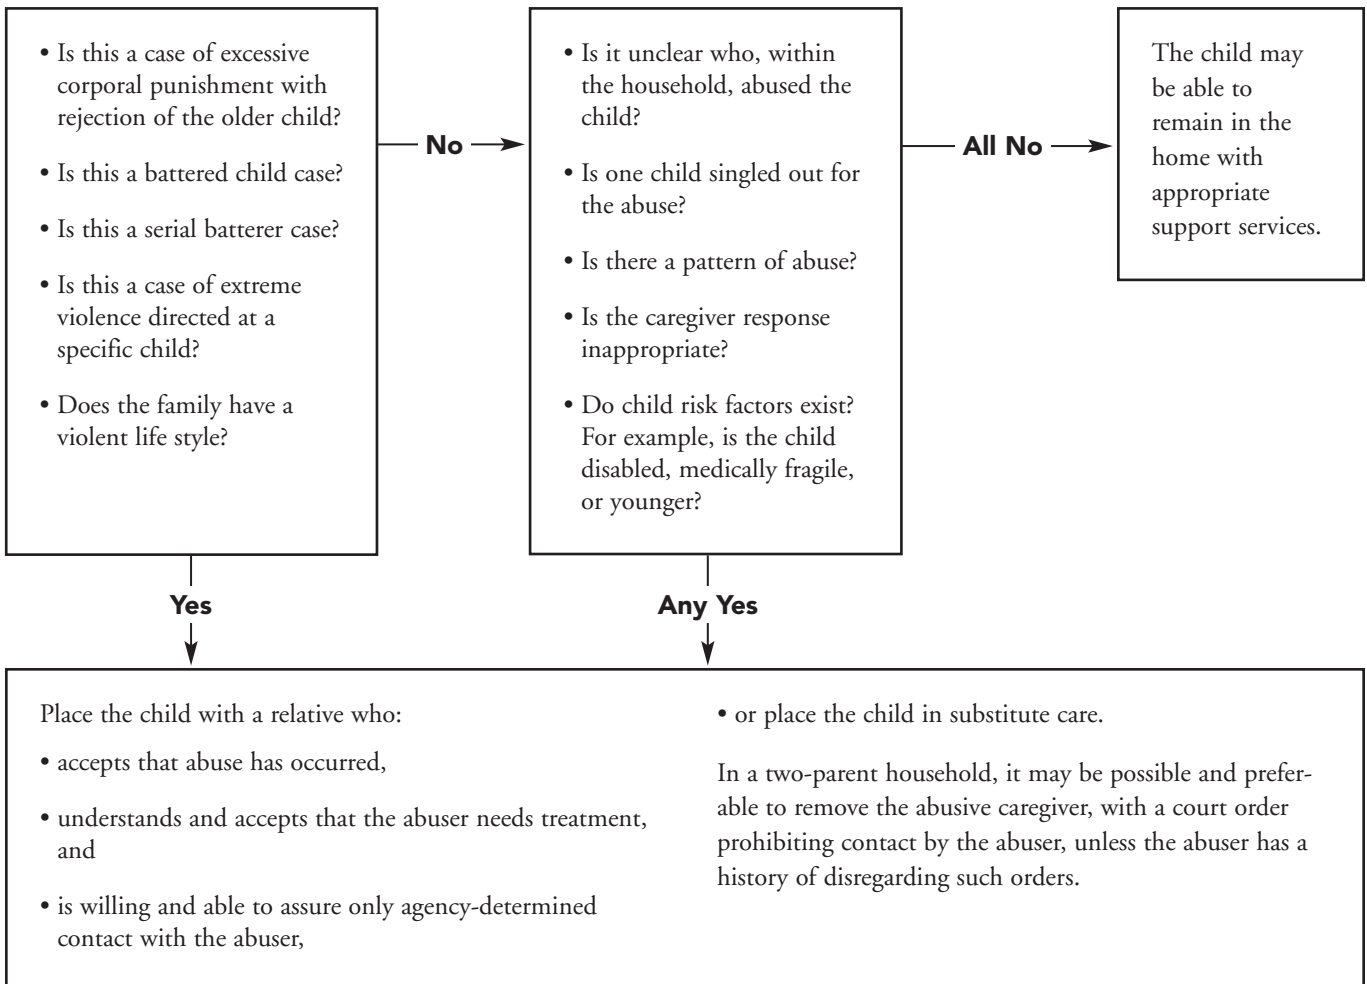 • Is this a case of excessive
corporal punishment with
rejection of the older child?
• Is this a battered child case?
• Is this a serial batterer case?
• Is this a case of extreme
violence directed at a
specific child?
• Does the family have a
violent life style?
No
• Is it unclear who, within
the household, abused the
child?
• Is one child singled out for
the abuse?
• Is there a pattern of abuse?
• Is the caregiver response
inappropriate?
• Do child risk factors exist?
For example, is the child
disabled, medically fragile,
or younger?
All No
The child may
be able to
remain in the
home with
appropriate
support services.
Yes
Any Yes
Place the child with a relative who:
• accepts that abuse has occurred,
• understands and accepts that the abuser needs treatment,
and
• is willing and able to assure only agency-determined
contact with the abuser,
• or place the child in substitute care.
In a two-parent household, it may be possible and prefer-
able to remove the abusive caregiver, with a court order
prohibiting contact by the abuser, unless the abuser has a
history of disregarding such orders.